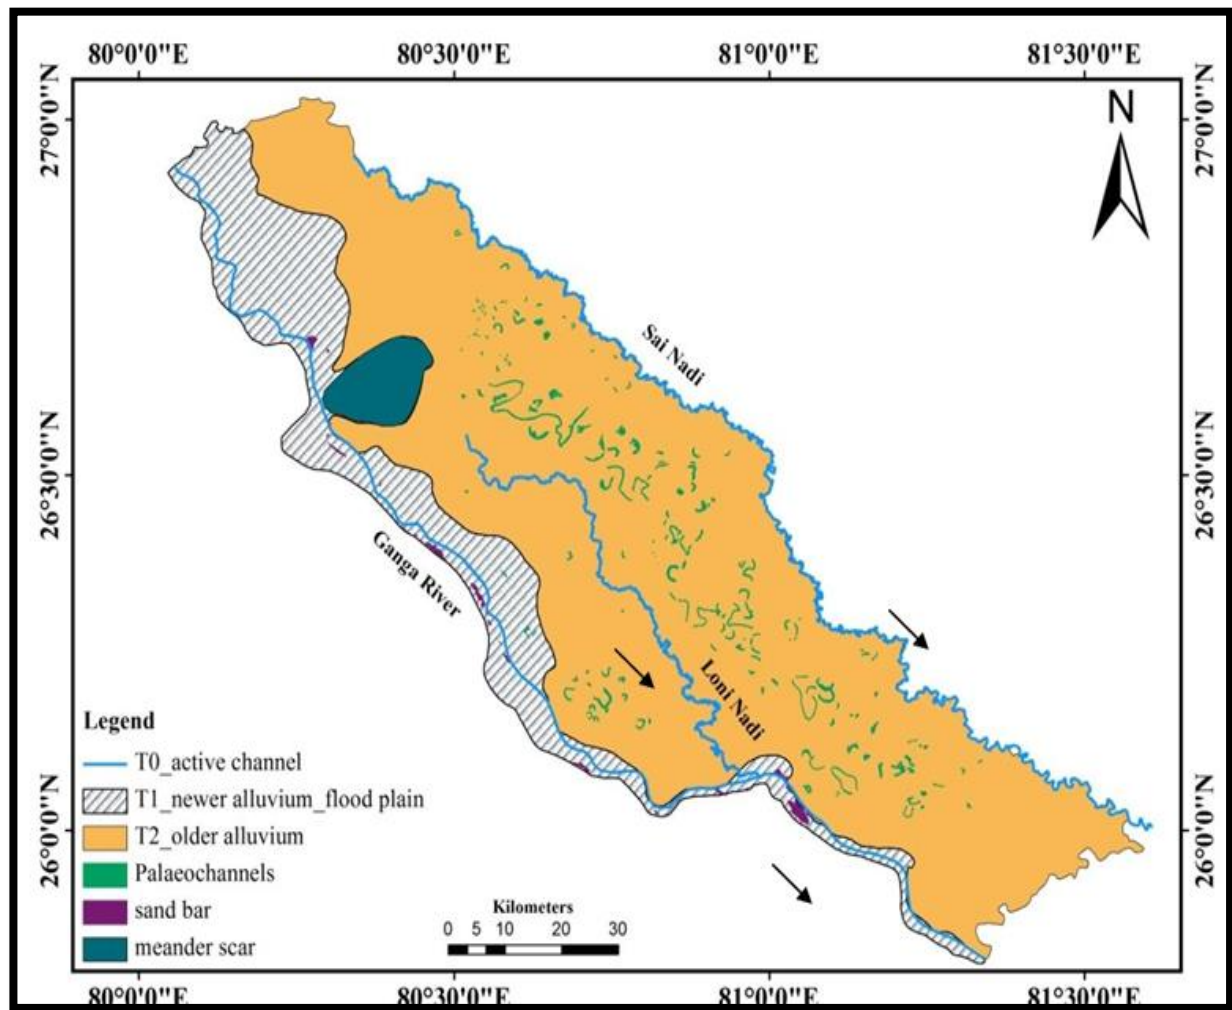 80°0'0"E 80°30'0"E 81°0'0"E 81°30'0"E
27°0'0"N
27°0'0"N
N
Sai Nadi
26°30'0"N
26°30'0"N
Ganga River
Loni Nadi
26°0'0"N
26°0'0"N
Legend
T0_active channel
T1_newer alluvium_flood plain
T2_older alluvium
Palaeochannels
sand bar
meander scar
Kilometers
0 5 10 20 30
80°0'0"E 80°30'0"E 81°0'0"E 81°30'0"E